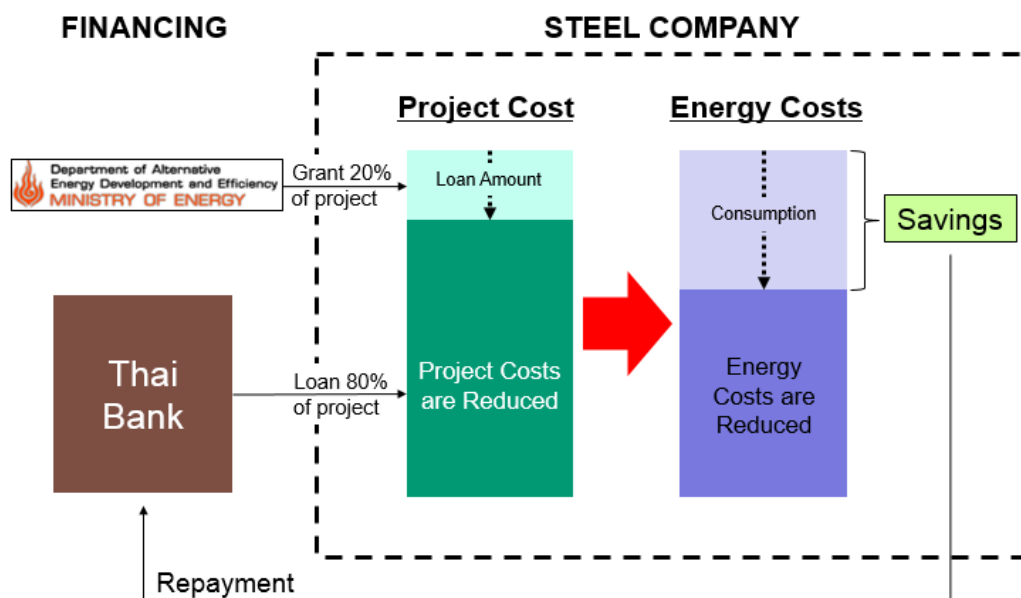 FINANCING
STEEL COMPANY
Project Cost
Energy Costs
Department of Alternative
Energy Development and Efficiency
MINISTRY OF ENERGY
Grant 20%
of project
Loan Amount
Consumption
Savings
Thai
Bank
Loan 80%
of project
Project Costs
are Reduced
Energy
Costs are
Reduced
Repayment